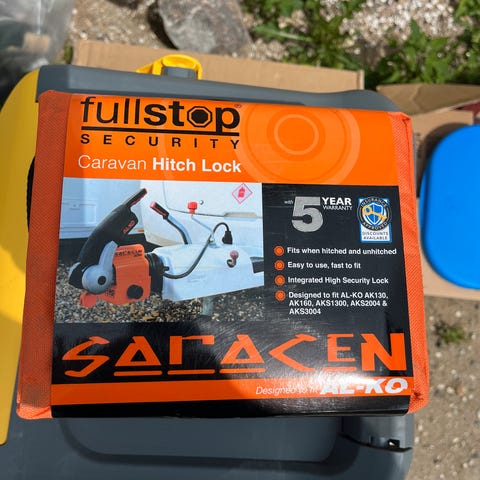 fullstop®
SECURITY
Caravan Hitch Lock
with 5 YEAR
WARRANTY
DISCOUNTS
AVAILABLE
Fits when hitched and unhitched
Easy to use, fast to fit
Integrated High Security Lock
Designed to fit AL-KO AK130,
AK160, AKS1300, AKS2004 &
AKS3004
SARACEN
SARACEN
Designed to fit AL-KO